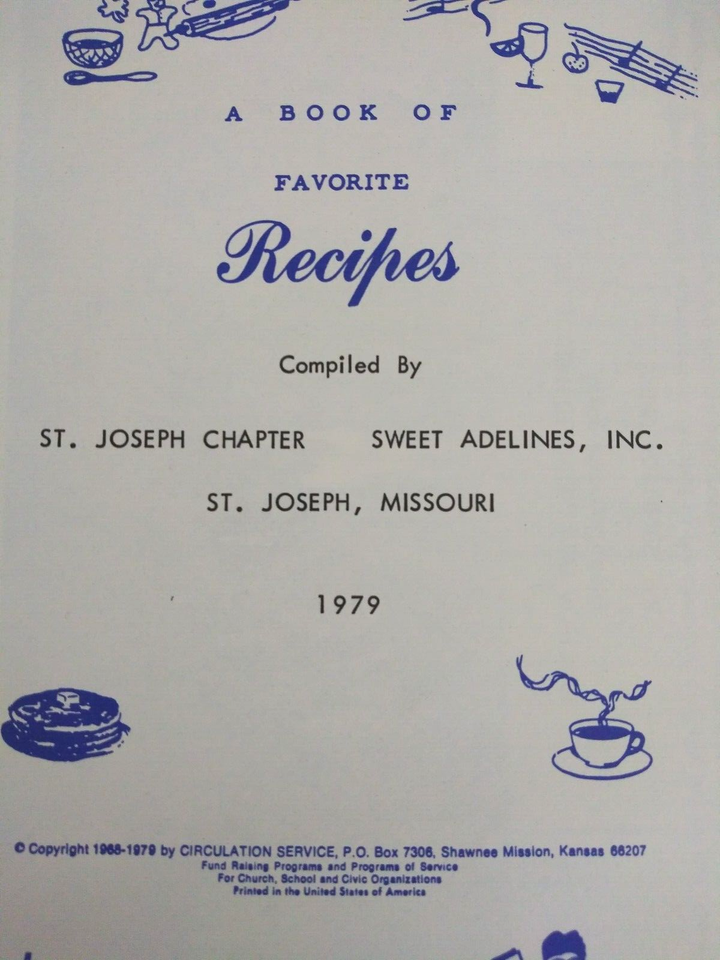 A BOOK OF
FAVORITE
Recipes
Compiled By
ST. JOSEPH CHAPTER SWEET ADELINES, INC.
ST. JOSEPH, MISSOURI
1979
© Copyright 1968-1979 by CIRCULATION SERVICE, P.O. Box 7306, Shawnee Mission, Kansas 66207
Fund Raising Programs and Programs of Service
For Church, School and Civic Organizations
Printed in the United States of America